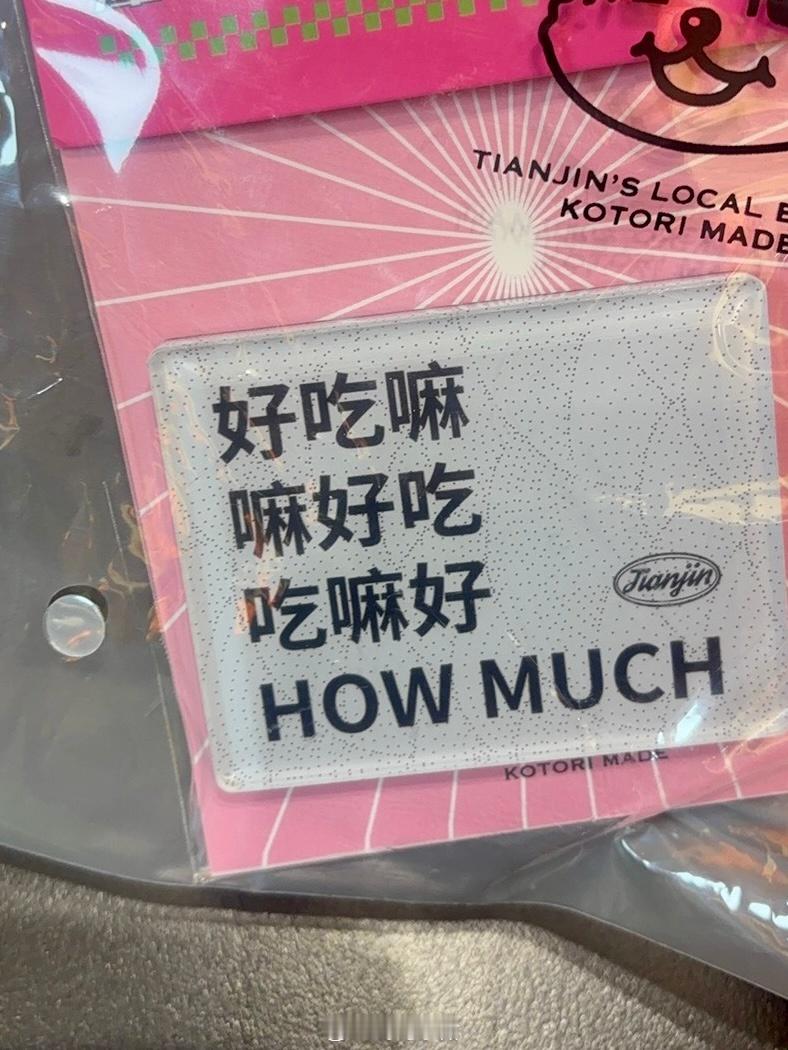 TIANJIN'S LOCAL
KOTORI MADE
好吃嘛
嘛好吃
吃嘛好
Tianjin
HOW MUCH
KOTORI MADE